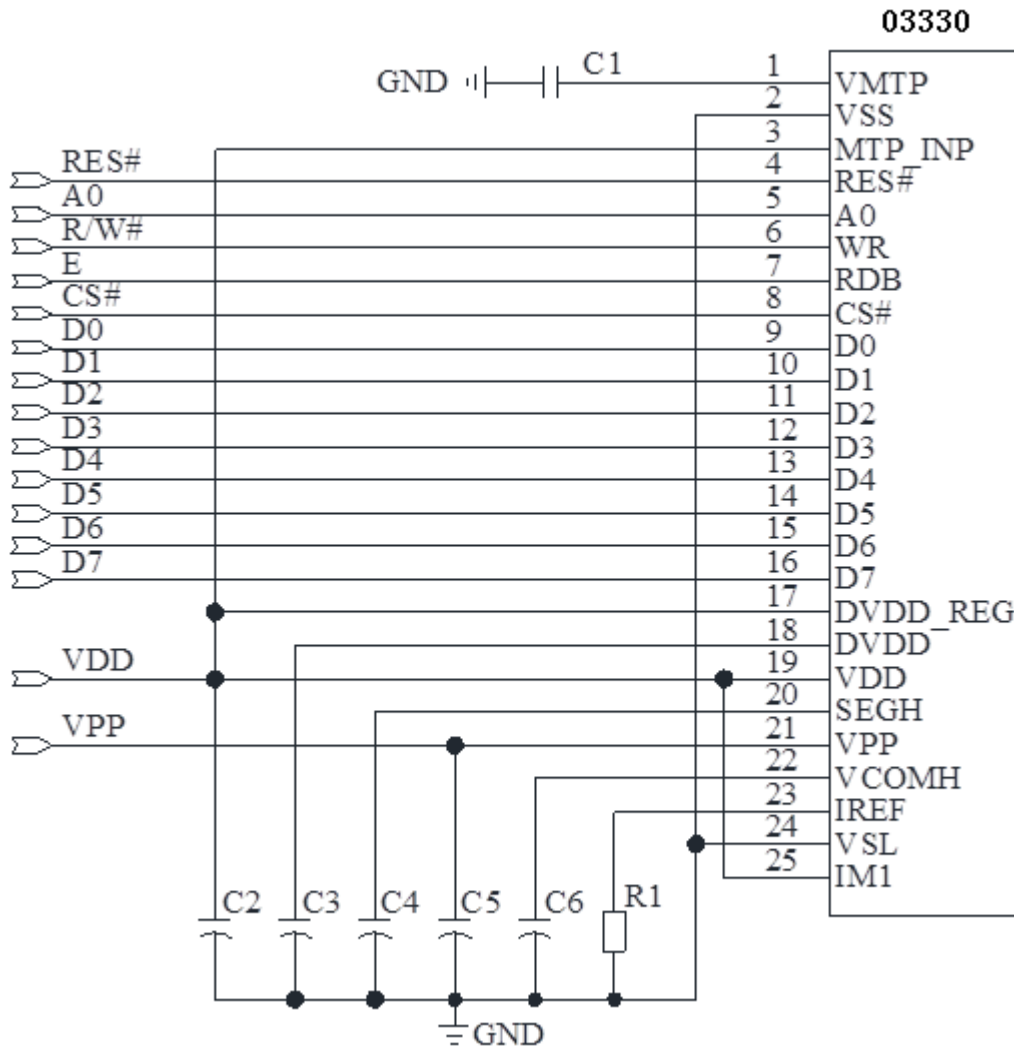 03330
GND C1 1 VMTP
2 VSS
3 MTP_INP
RES# 4 RES#
A0 5 A0
R/W# 6 WR
E 7 RDB
CS# 8 CS#
D0 9 D0
D1 10 D1
D2 11 D2
D3 12 D3
D4 13 D4
D5 14 D5
D6 15 D6
D7 16 D7
17 DVDD_REG
18 DVDD
VDD 19 VDD
20 SEGH
VPP 21 VPP
22 VCOMH
23 IREF
24 VSL
25 IM1
C2 C3 C4 C5 C6 R1
GND